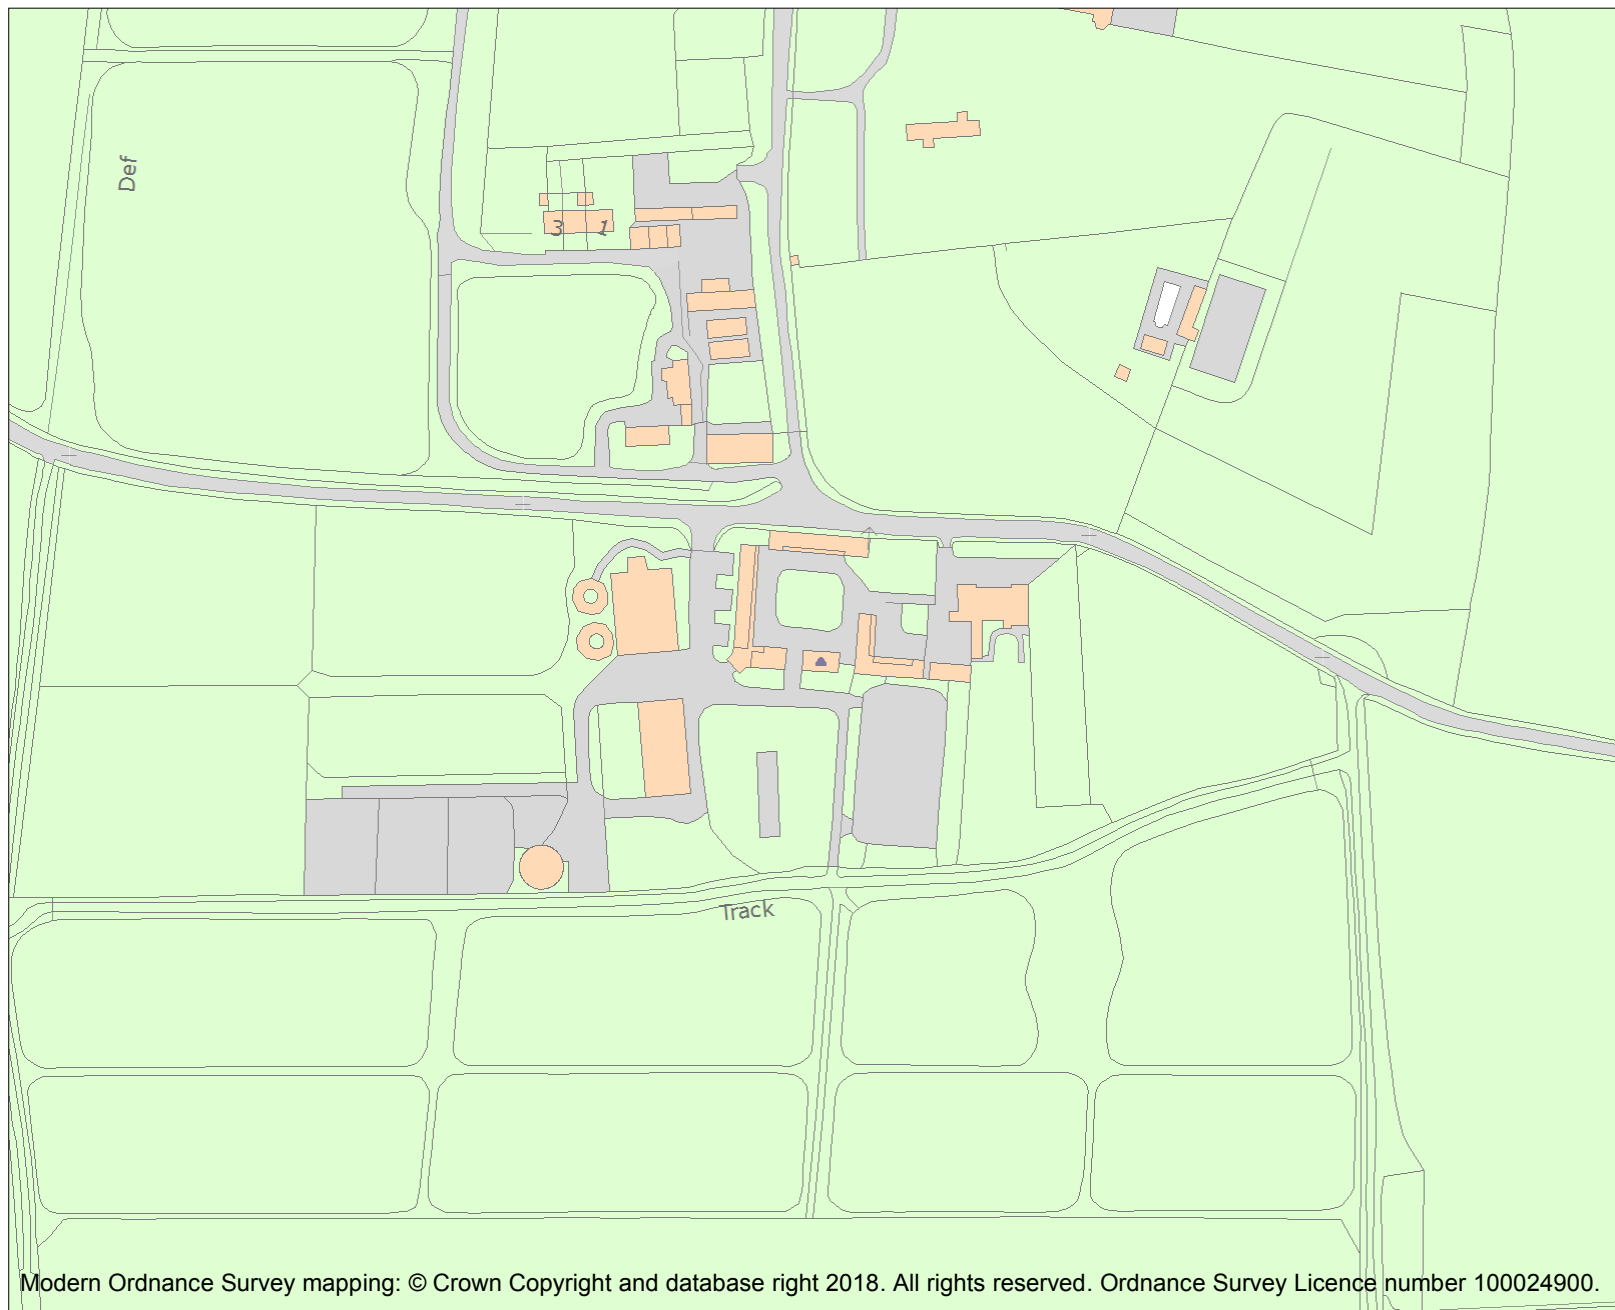 Def
3 1
Track
Modern Ordnance Survey mapping: © Crown Copyright and database right 2018. All rights reserved. Ordnance Survey Licence number 100024900.